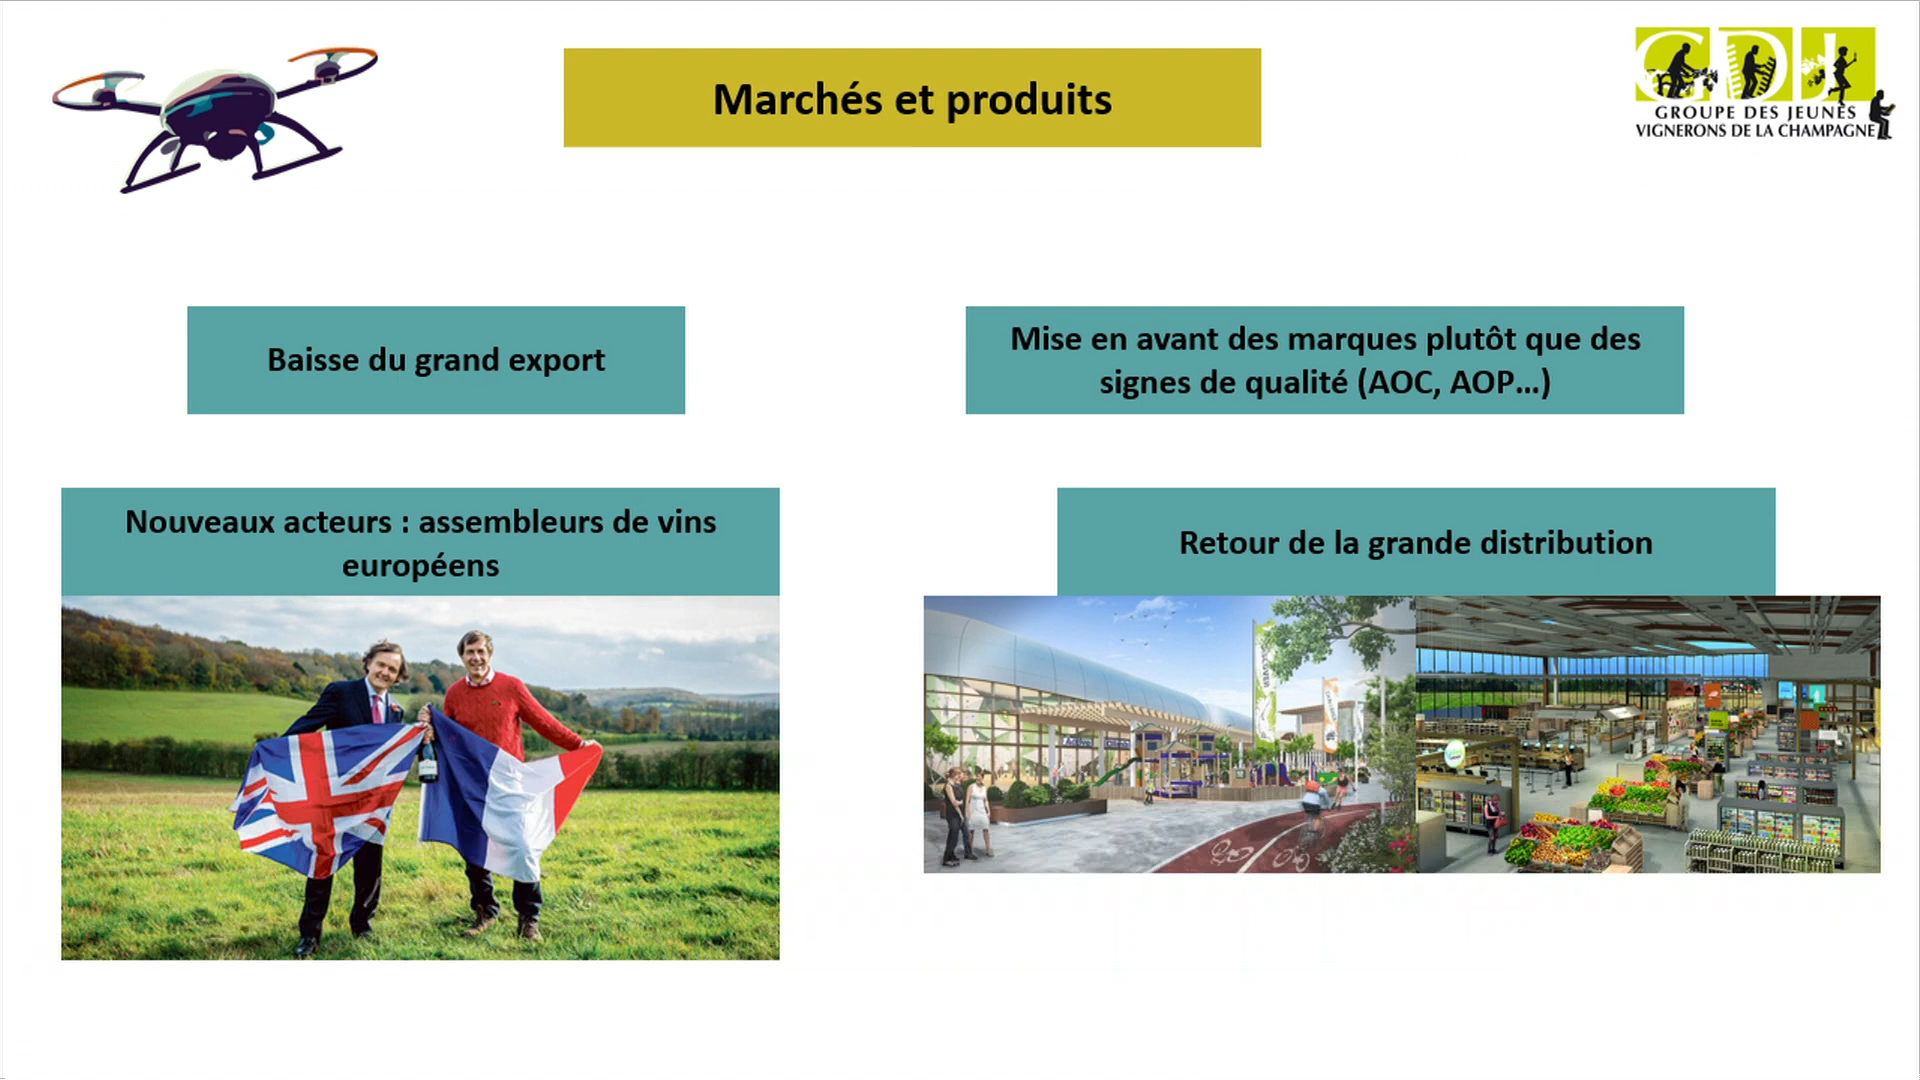 Marchés et produits
GDJ
GROUPE DES JEUNES
VIGNERONS DE LA CHAMPAGNE
Baisse du grand export
Mise en avant des marques plutôt que des
signes de qualité (AOC, AOP...)
Nouveaux acteurs : assembleurs de vins
européens
Retour de la grande distribution